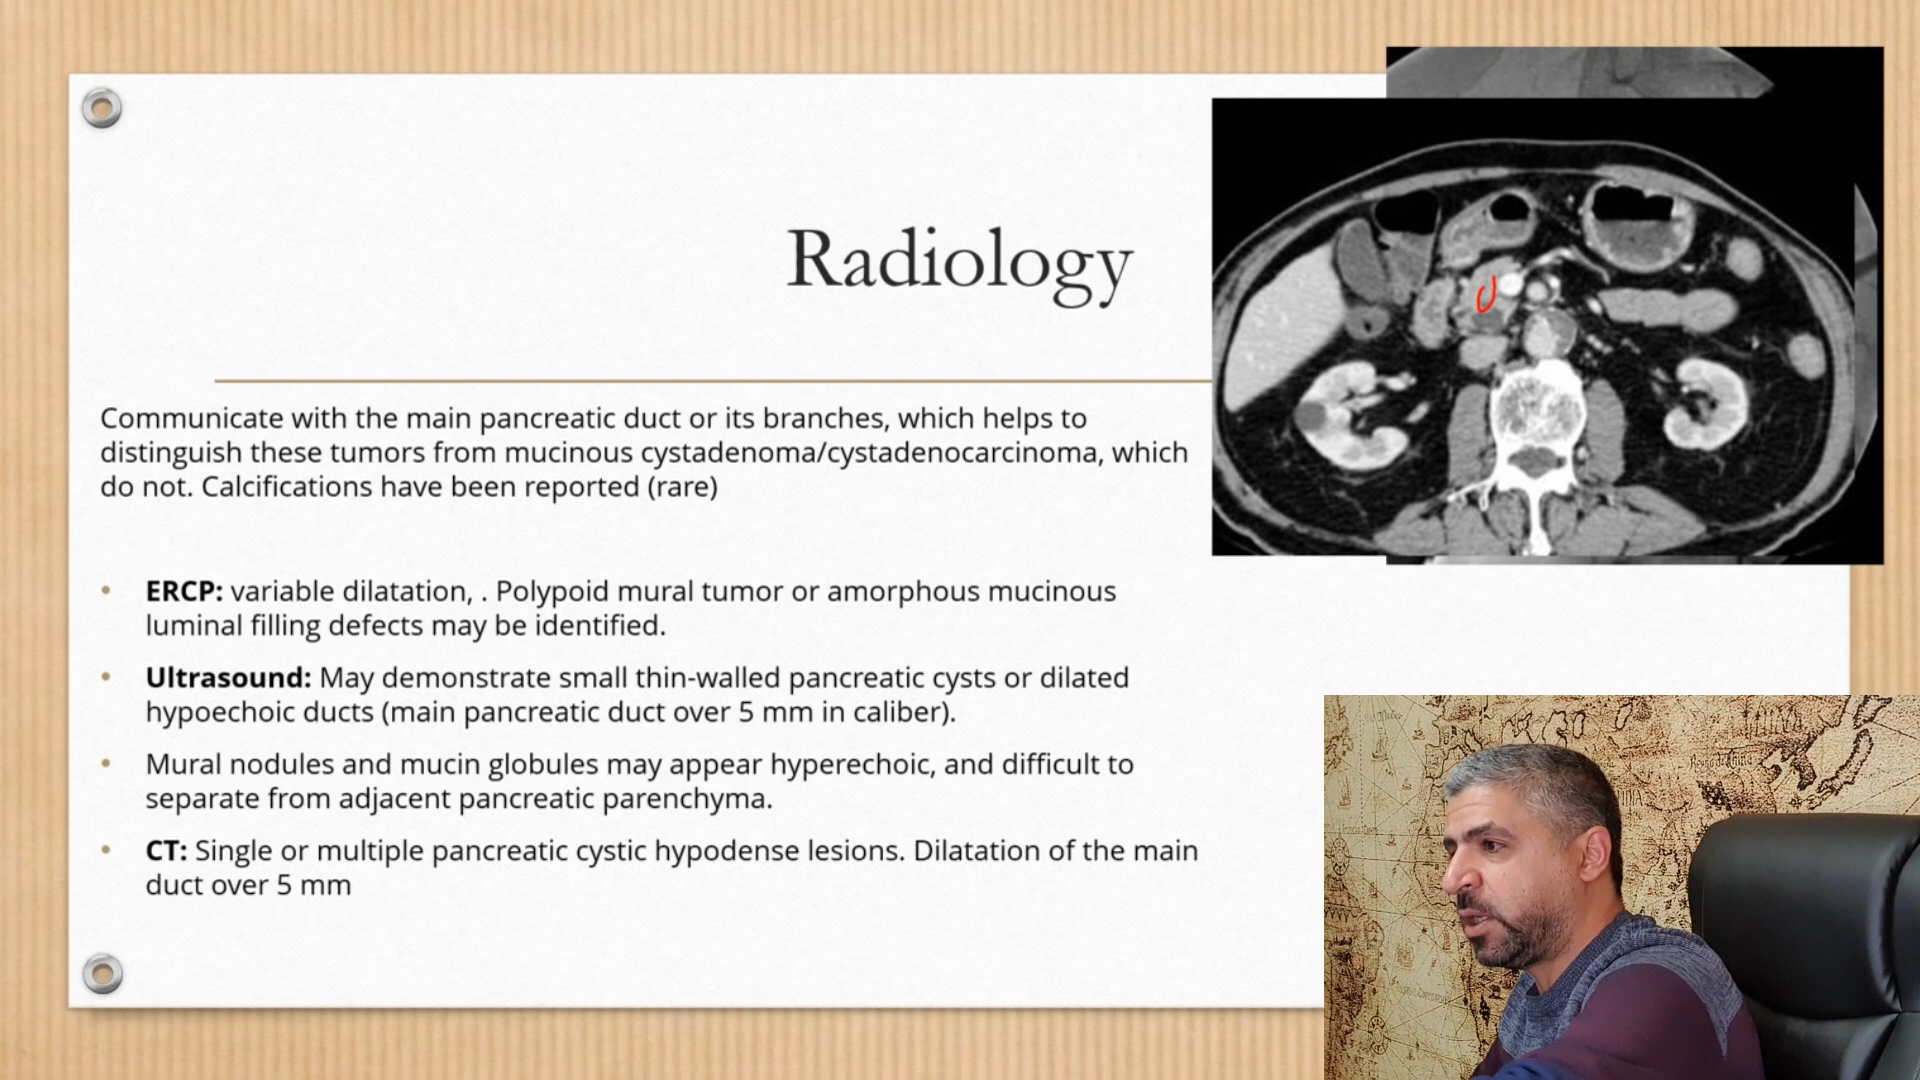 Radiology
Communicate with the main pancreatic duct or its branches, which helps to
distinguish these tumors from mucinous cystadenoma/cystadenocarcinoma, which
do not. Calcifications have been reported (rare)
• ERCP: variable dilatation, . Polypoid mural tumor or amorphous mucinous
luminal filling defects may be identified.
• Ultrasound: May demonstrate small thin-walled pancreatic cysts or dilated
hypoechoic ducts (main pancreatic duct over 5 mm in caliber).
• Mural nodules and mucin globules may appear hyperechoic, and difficult to
separate from adjacent pancreatic parenchyma.
• CT: Single or multiple pancreatic cystic hypodense lesions. Dilatation of the main
duct over 5 mm